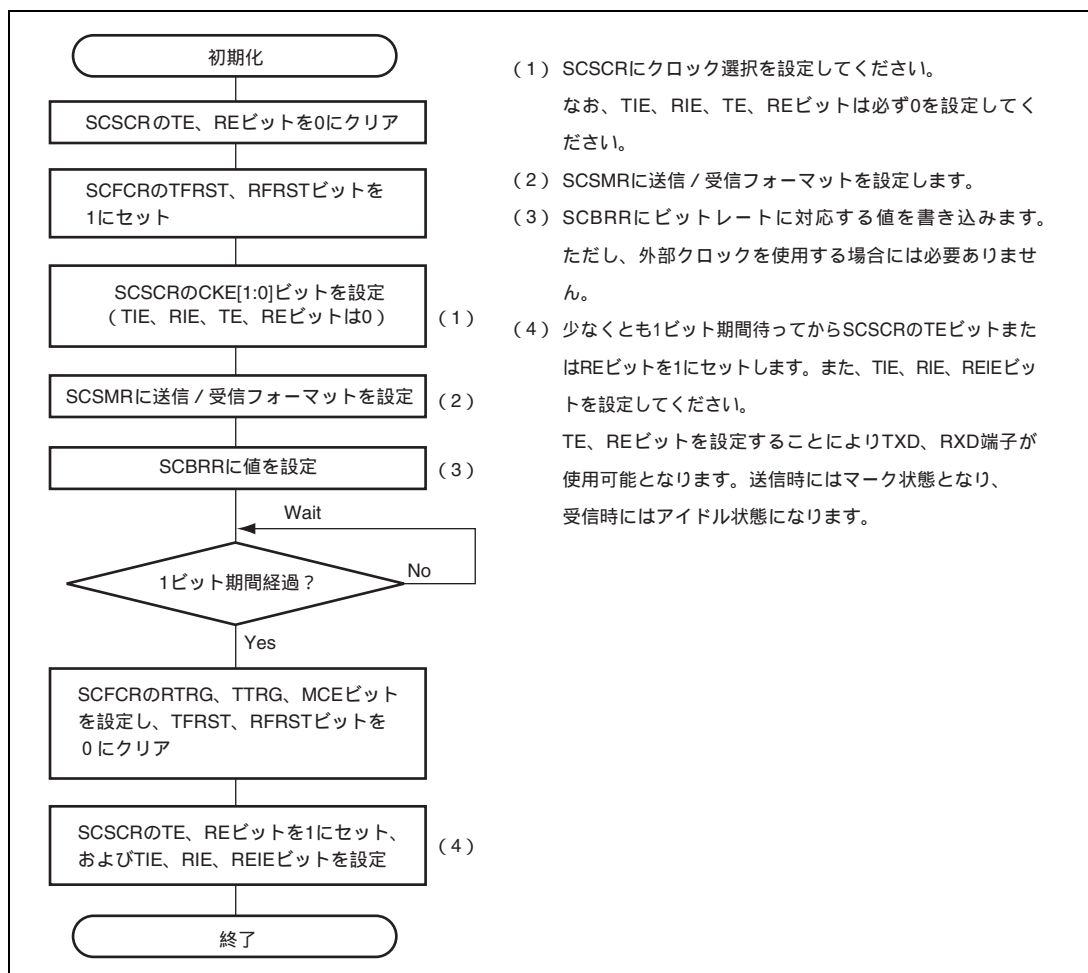 初期化
SCSCRのTE、REビットを0にクリア
SCFCRのTFRST、RFRSTビットを
1にセット
SCSCRのCKE[1:0]ビットを設定
（TIE、RIE、TE、REビットは0）
（1）
SCSMRに送信／受信フォーマットを設定
（2）
SCBRRに値を設定
（3）
Wait
1ビット期間経過？
No
Yes
SCFCRのRTRG、TTRG、MCEビット
を設定し、TFRST、RFRSTビットを
0にクリア
SCSCRのTE、REビットを1にセット、
およびTIE、RIE、REIEビットを設定
（4）
終了
（1）SCSCRにクロック選択を設定してください。
なお、TIE、RIE、TE、REビットは必ず0を設定してく
ださい。
（2）SCSMRに送信／受信フォーマットを設定します。
（3）SCBRRにビットレートに対応する値を書き込みます。
ただし、外部クロックを使用する場合には必要ありませ
ん。
（4）少なくとも1ビット期間待ってからSCSCRのTEビットまた
はREビットを1にセットします。また、TIE、RIE、REIEビッ
トを設定してください。
TE、REビットを設定することによりTXD、RXD端子が
使用可能となります。送信時にはマーク状態となり、
受信時にはアイドル状態になります。